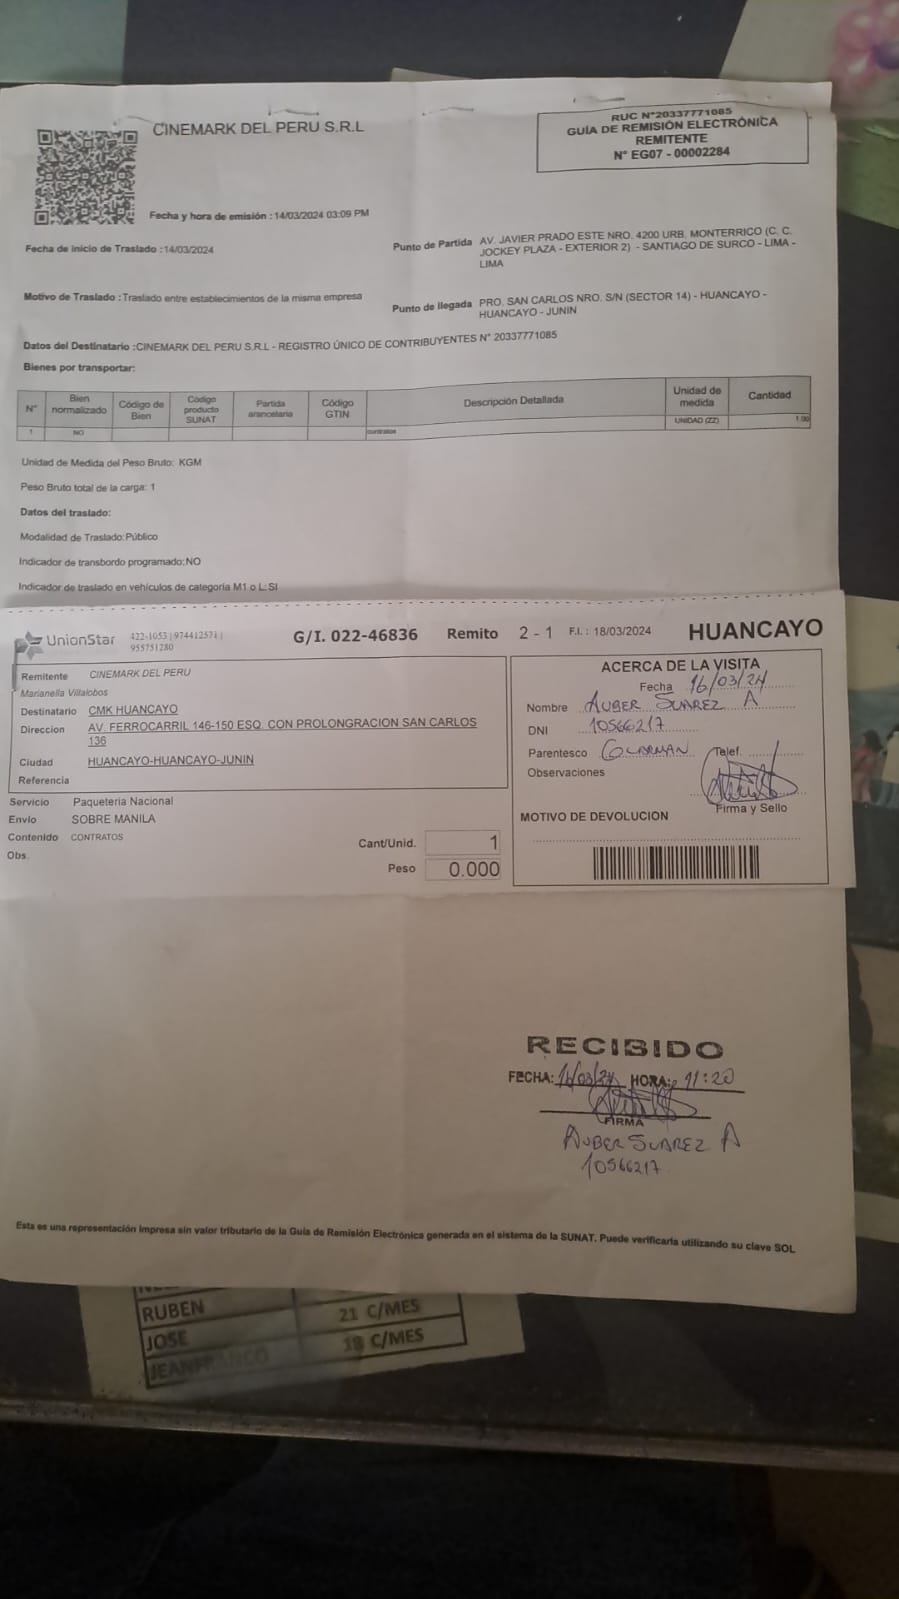 CINEMARK DEL PERU S.R.L
RUC N°20337771085
GUÍA DE REMISIÓN ELECTRÓNICA
REMITENTE
N° EG07 - 00002284
Fecha y hora de emisión : 14/03/2024 03:09 PM
Fecha de inicio de Traslado : 14/03/2024
Punto de Partida AV. JAVIER PRADO ESTE NRO. 4200 URB. MONTERRICO (C. C.
JOCKEY PLAZA - EXTERIOR 2) - SANTIAGO DE SURCO - LIMA -
LIMA
Motivo de Traslado : Traslado entre establecimientos de la misma empresa
Punto de llegada PRO. SAN CARLOS NRO. S/N (SECTOR 14) - HUANCAYO -
HUANCAYO - JUNIN
Datos del Destinatario :CINEMARK DEL PERU S.R.L - REGISTRO ÚNICO DE CONTRIBUYENTES N° 20337771085
Bienes por transportar:
N° Bien normalizado Código de Bien Código producto SUNAT Partida arancelaria Código GTIN Descripción Detallada Unidad de medida Cantidad
1 NO contratos UNIDAD (ZZ) 1.00
Unidad de Medida del Peso Bruto: KGM
Peso Bruto total de la carga: 1
Datos del traslado:
Modalidad de Traslado:Público
Indicador de transbordo programado:NO
Indicador de traslado en vehículos de categoría M1 o L:SI
UnionStar 422-1053 | 974412571 |
955751280
G/I. 022-46836 Remito 2 - 1 F.I. : 18/03/2024 HUANCAYO
Remitente CINEMARK DEL PERU
Marianella Villalobos
Destinatario CMK HUANCAYO
Direccion AV. FERROCARRIL 146-150 ESQ. CON PROLONGRACION SAN CARLOS
136
Ciudad HUANCAYO-HUANCAYO-JUNIN
Referencia
Servicio Paqueteria Nacional
Envio SOBRE MANILA
Contenido CONTRATOS
Obs.
Cant/Unid. 1
Peso 0.000
ACERCA DE LA VISITA
Fecha 16/03/24
Nombre AUBER SUAREZ A
DNI 10566217
Parentesco Telef.
Observaciones
Firma y Sello
MOTIVO DE DEVOLUCION
RECIBIDO
FECHA: 16/03/24 HORA: 11:20
FIRMA
AUBER SUAREZ A
10566217
Esta es una representación impresa sin valor tributario de la Guía de Remisión Electrónica generada en el sistema de la SUNAT. Puede verificarla utilizando su clave SOL
RUBEN 21 C/MES
JOSE 18 C/MES
JEANFRANCO